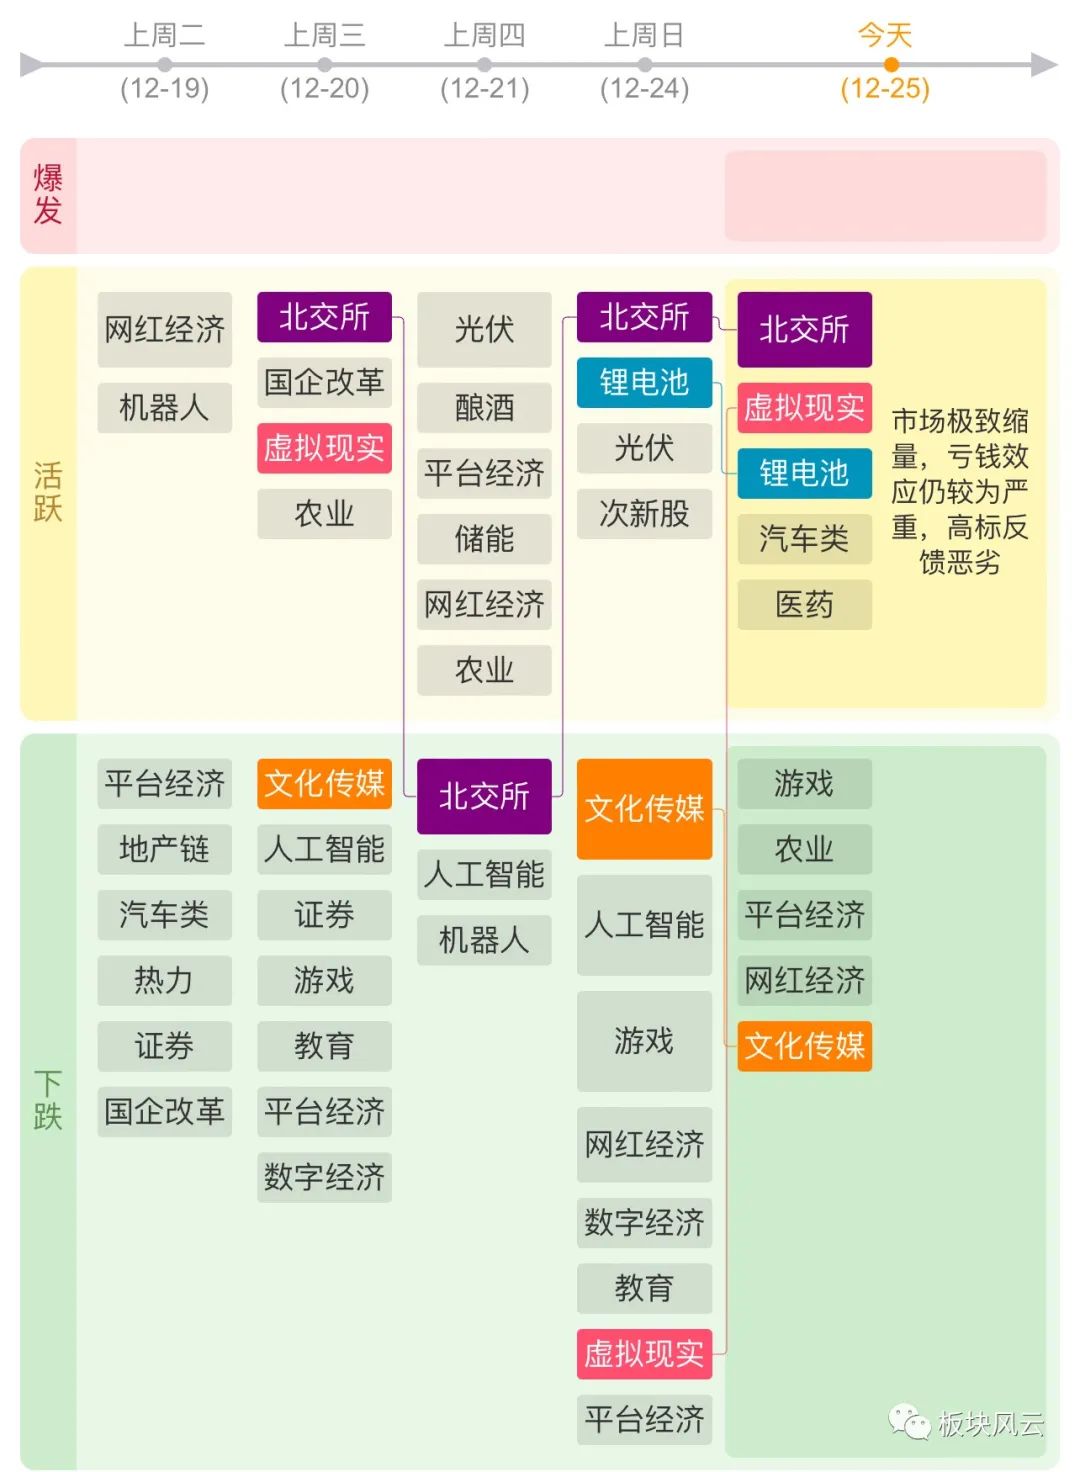 上周二
上周三
上周四
上周日
今天
(12-19)
(12-20)
(12-21)
(12-24)
(12-25)
爆发
活跃
网红经济
机器人
北交所
国企改革
虚拟现实
农业
光伏
酿酒
平台经济
储能
网红经济
农业
北交所
锂电池
光伏
次新股
北交所
虚拟现实
锂电池
汽车类
医药
市场极致缩
量，亏钱效
应仍较为严
重，高标反
馈恶劣
下跌
平台经济
地产链
汽车类
热力
证券
国企改革
文化传媒
人工智能
证券
游戏
教育
平台经济
数字经济
北交所
人工智能
机器人
文化传媒
人工智能
游戏
网红经济
数字经济
教育
虚拟现实
平台经济
游戏
农业
平台经济
网红经济
文化传媒
板块风云